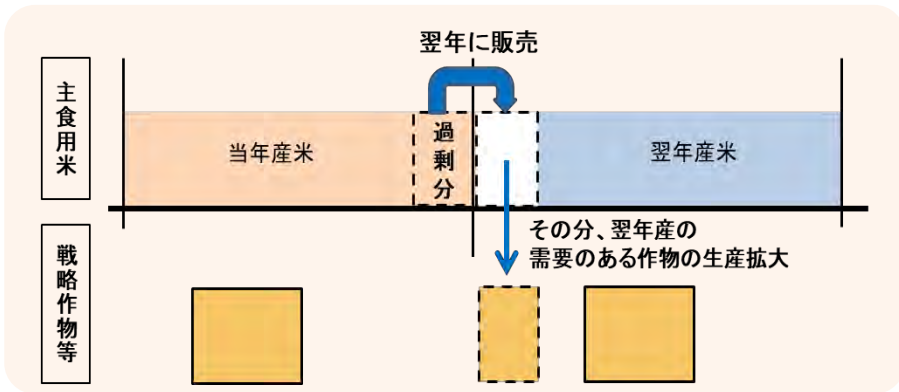 翌年に販売
主食用米
当年産米
過剰分
翌年産米
その分、翌年産の
需要のある作物の生産拡大
戦略作物等